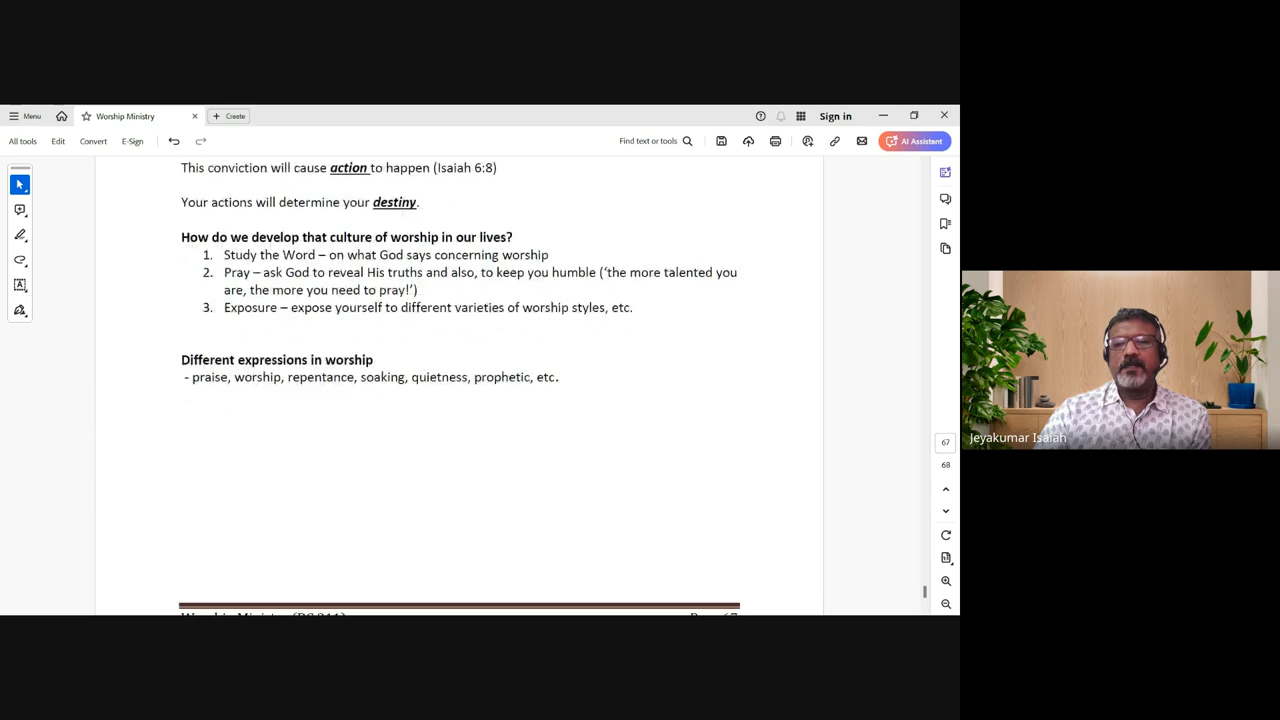 Menu
Worship Ministry
Create
Sign in
All tools
Edit
Convert
E-Sign
Find text or tools
AI Assistant
This conviction will cause action to happen (Isaiah 6:8)
Your actions will determine your destiny.
How do we develop that culture of worship in our lives?
1. Study the Word – on what God says concerning worship
2. Pray – ask God to reveal His truths and also, to keep you humble (‘the more talented you
are, the more you need to pray!’)
3. Exposure – expose yourself to different varieties of worship styles, etc.
Different expressions in worship
- praise, worship, repentance, soaking, quietness, prophetic, etc.
67
68
Jeyakumar Isaiah